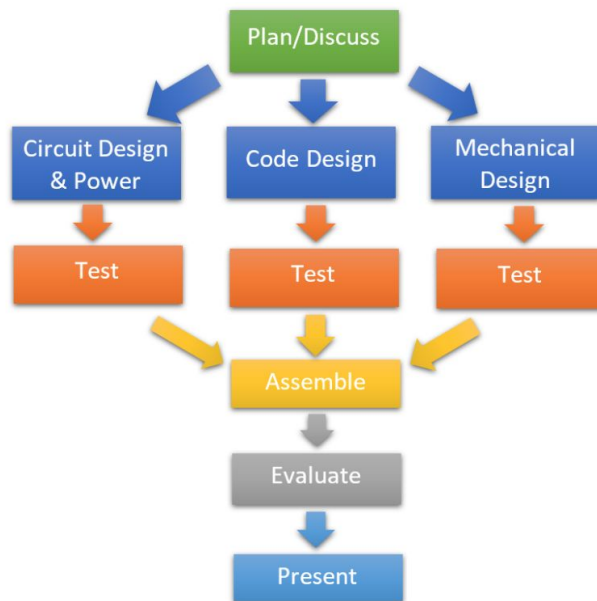 Plan/Discuss
Circuit Design
& Power
Code Design
Mechanical
Design
Test
Test
Test
Assemble
Evaluate
Present